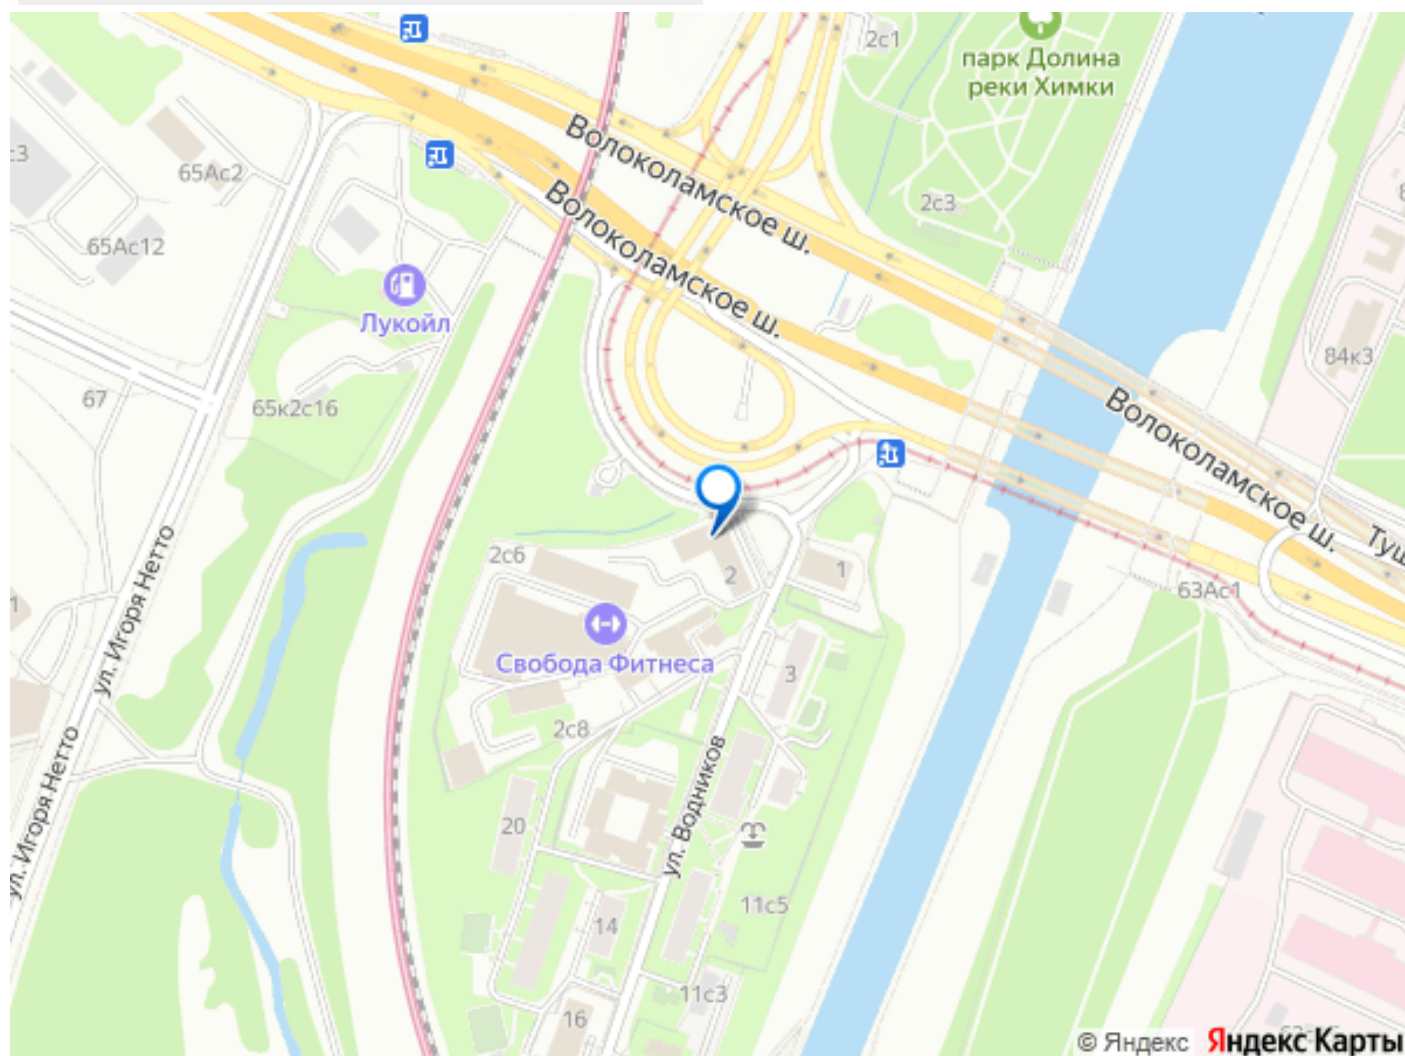 2с1
парк Долина
реки Химки
Волоколамское ш.
65Ас2
Волоколамское ш.
2с3
65Ас12
Лукойл
84к3
67
65к2с16
Волоколамское ш.
2с6
2
1
63Ас1
ул. Игоря Нетто
Свобода Фитнеса
3
2с8
ул. Водников
ул. Игоря Нетто
20
11с5
14
11с3
16
© Яндекс Яндекс Карты